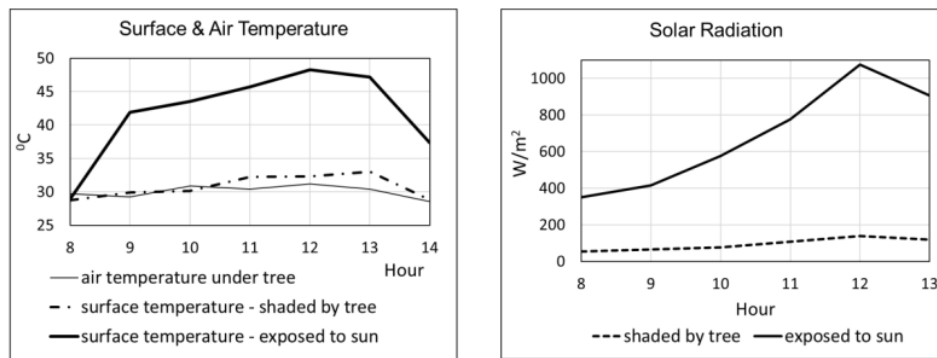 Surface & Air Temperature
50
45
40
35
30
25
⁰C
8 9 10 11 12 13 14
Hour
air temperature under tree
surface temperature - shaded by tree
surface temperature - exposed to sun
Solar Radiation
1000
800
600
400
200
0
W/m²
8 9 10 11 12 13
Hour
shaded by tree exposed to sun